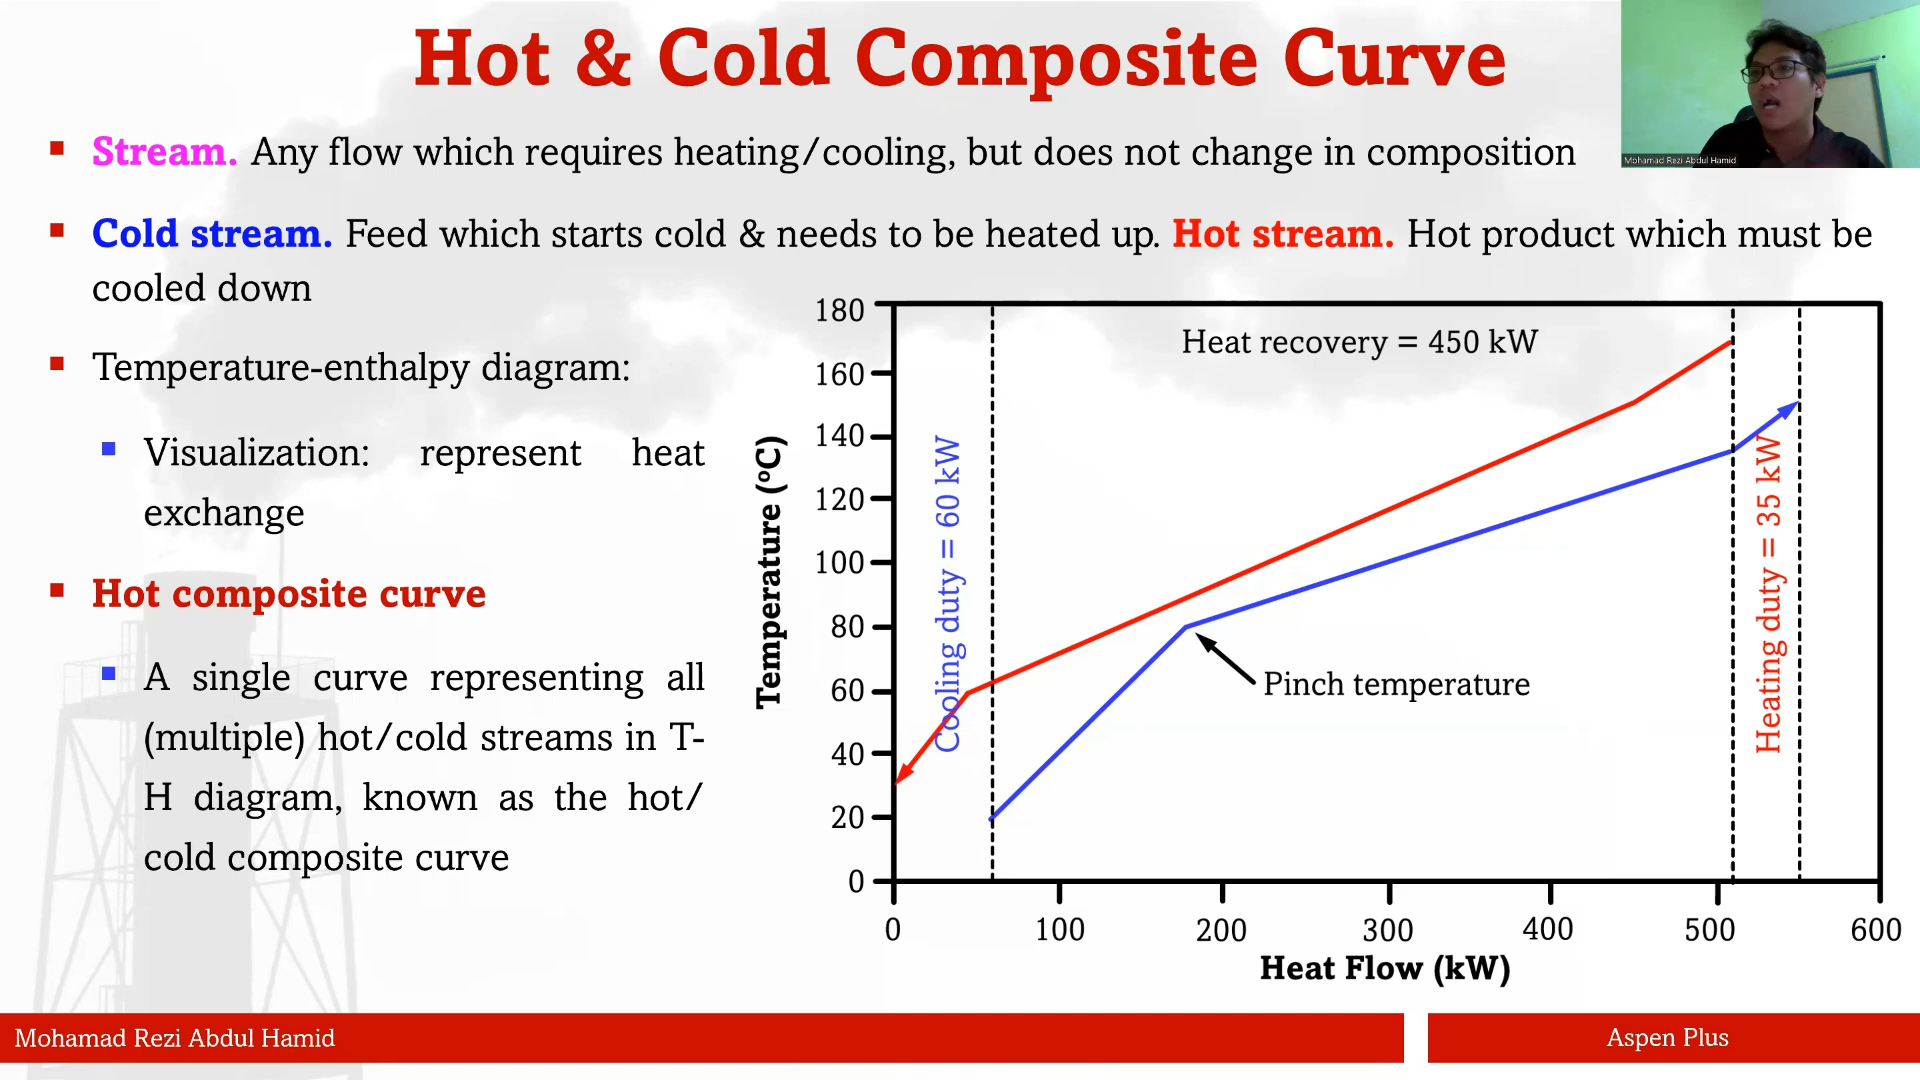 Hot & Cold Composite Curve
Mohamad Rezi Abdul Hamid
Stream. Any flow which requires heating/cooling, but does not change in composition
Cold stream. Feed which starts cold & needs to be heated up. Hot stream. Hot product which must be
cooled down
Temperature-enthalpy diagram:
Visualization: represent heat
exchange
Hot composite curve
A single curve representing all
(multiple) hot/cold streams in T-
H diagram, known as the hot/
cold composite curve
Temperature (ºC)
180
160
140
120
100
80
60
40
20
0
Cooling duty = 60 kW
Heat recovery = 450 kW
Pinch temperature
Heating duty = 35 kW
0 100 200 300 400 500 600
Heat Flow (kW)
Mohamad Rezi Abdul Hamid
Aspen Plus